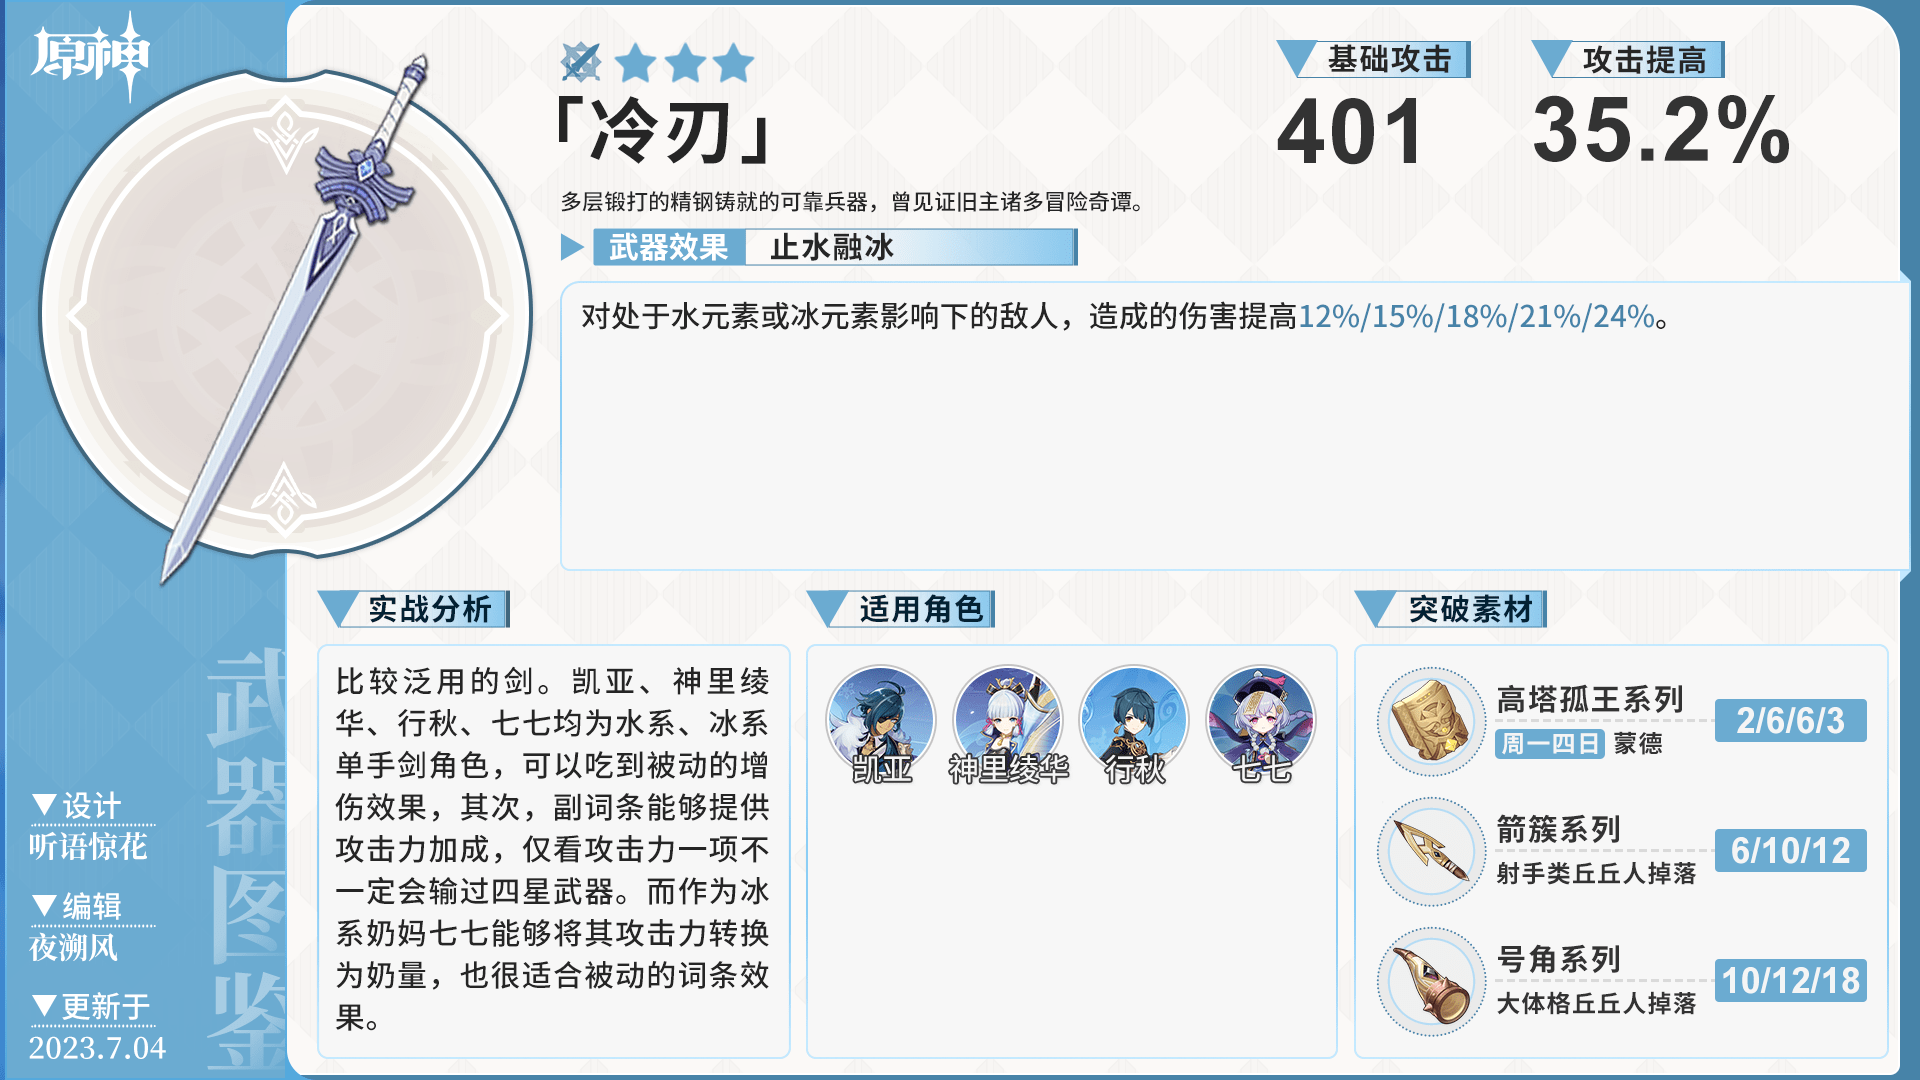 原神
「冷刃」
基础攻击
401
攻击提高
35.2%
多层锻打的精钢铸就的可靠兵器，曾见证旧主诸多冒险奇谭。
武器效果 止水融冰
对处于水元素或冰元素影响下的敌人，造成的伤害提高12%/15%/18%/21%/24%。
实战分析
比较泛用的剑。凯亚、神里绫
华、行秋、七七均为水系、冰系
单手剑角色，可以吃到被动的增
伤效果，其次，副词条能够提供
攻击力加成，仅看攻击力一项不
一定会输过四星武器。而作为冰
系奶妈七七能够将其攻击力转换
为奶量，也很适合被动的词条效
果。
适用角色
凯亚
神里绫华
行秋
七七
突破素材
高塔孤王系列
周一四日 蒙德
2/6/6/3
箭簇系列
射手类丘丘人掉落
6/10/12
号角系列
大体格丘丘人掉落
10/12/18
武器图鉴
▼设计
听语惊花
▼编辑
夜溯风
▼更新于
2023.7.04